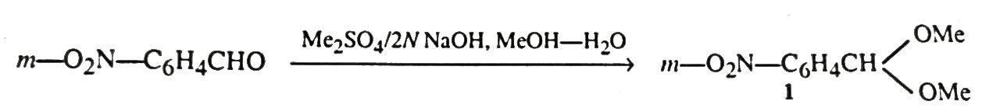 Me₂SO₄/2N NaOH, MeOH—H₂O
m—O₂N—C₆H₄CHO
m—O₂N—C₆H₄CH
OMe
OMe
1